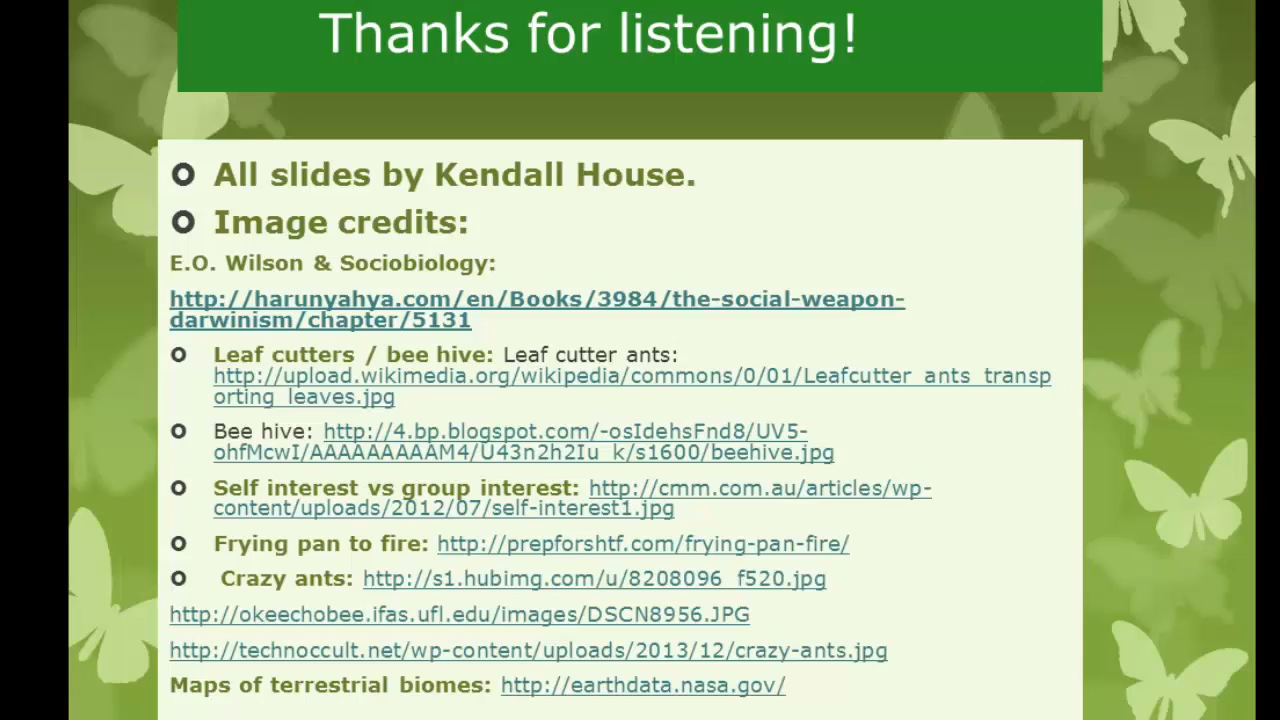 Thanks for listening!
All slides by Kendall House.
Image credits:
E.O. Wilson & Sociobiology:
http://harunyahya.com/en/Books/3984/the-social-weapon-
darwinism/chapter/5131
Leaf cutters / bee hive: Leaf cutter ants:
http://upload.wikimedia.org/wikipedia/commons/0/01/Leafcutter_ants_transp
orting_leaves.jpg
Bee hive: http://4.bp.blogspot.com/-osIdehsFnd8/UV5-
ohfMcwI/AAAAAAAAAM4/U43n2h2Iu_k/s1600/beehive.jpg
Self interest vs group interest: http://cmm.com.au/articles/wp-
content/uploads/2012/07/self-interest1.jpg
Frying pan to fire: http://prepforshtf.com/frying-pan-fire/
Crazy ants: http://s1.hubimg.com/u/8208096_f520.jpg
http://okeechobee.ifas.ufl.edu/images/DSCN8956.JPG
http://technoccult.net/wp-content/uploads/2013/12/crazy-ants.jpg
Maps of terrestrial biomes: http://earthdata.nasa.gov/